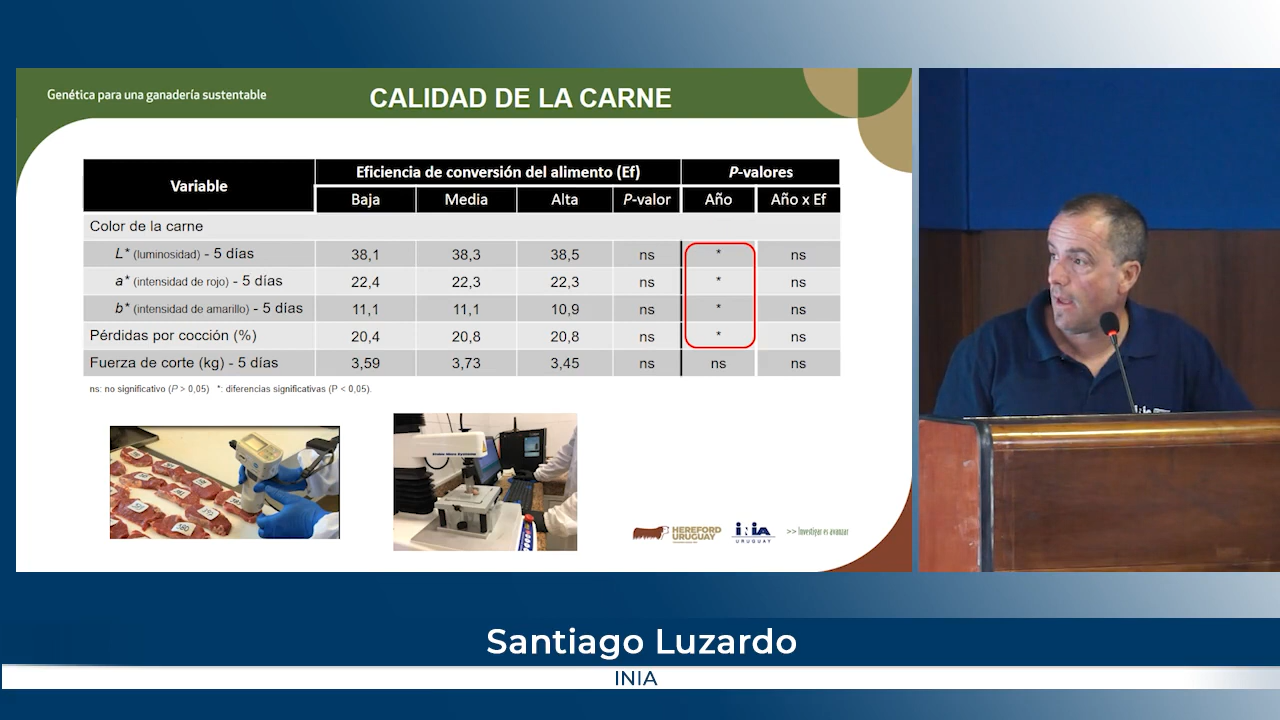 Genética para una ganadería sustentable
CALIDAD DE LA CARNE
Variable
Eficiencia de conversión del alimento (Ef)
P-valores
Baja Media Alta P-valor Año Año x Ef
Color de la carne
L* (luminosidad) - 5 días 38,1 38,3 38,5 ns * ns
a* (intensidad de rojo) - 5 días 22,4 22,3 22,3 ns * ns
b* (intensidad de amarillo) - 5 días 11,1 11,1 10,9 ns * ns
Pérdidas por cocción (%) 20,4 20,8 20,8 ns * ns
Fuerza de corte (kg) - 5 días 3,59 3,73 3,45 ns ns ns
ns: no significativo (P > 0,05) *: diferencias significativas (P < 0,05).
Stable Micro Systems
HEREFORD
URUGUAY
INIA
URUGUAY
>> Investigar es avanzar
Santiago Luzardo
INIA